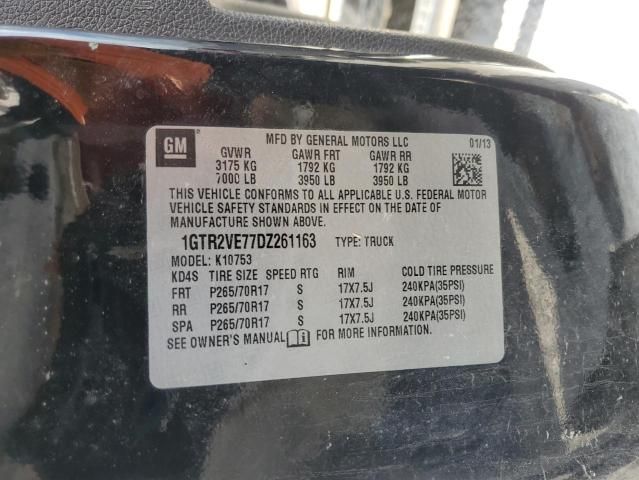 GM
MFD BY GENERAL MOTORS LLC 01/13
GVWR GAWR FRT GAWR RR
3175 KG 1792 KG 1792 KG
7000 LB 3950 LB 3950 LB
THIS VEHICLE CONFORMS TO ALL APPLICABLE U.S. FEDERAL MOTOR
VEHICLE SAFETY STANDARDS IN EFFECT ON THE DATE OF
MANUFACTURE SHOWN ABOVE.
1GTR2VE77DZ261163 TYPE: TRUCK
MODEL: K10753
KD4S TIRE SIZE SPEED RTG RIM COLD TIRE PRESSURE
FRT P265/70R17 S 17X7.5J 240KPA(35PSI)
RR P265/70R17 S 17X7.5J 240KPA(35PSI)
SPA P265/70R17 S 17X7.5J 240KPA(35PSI)
SEE OWNER'S MANUAL FOR MORE INFORMATION.